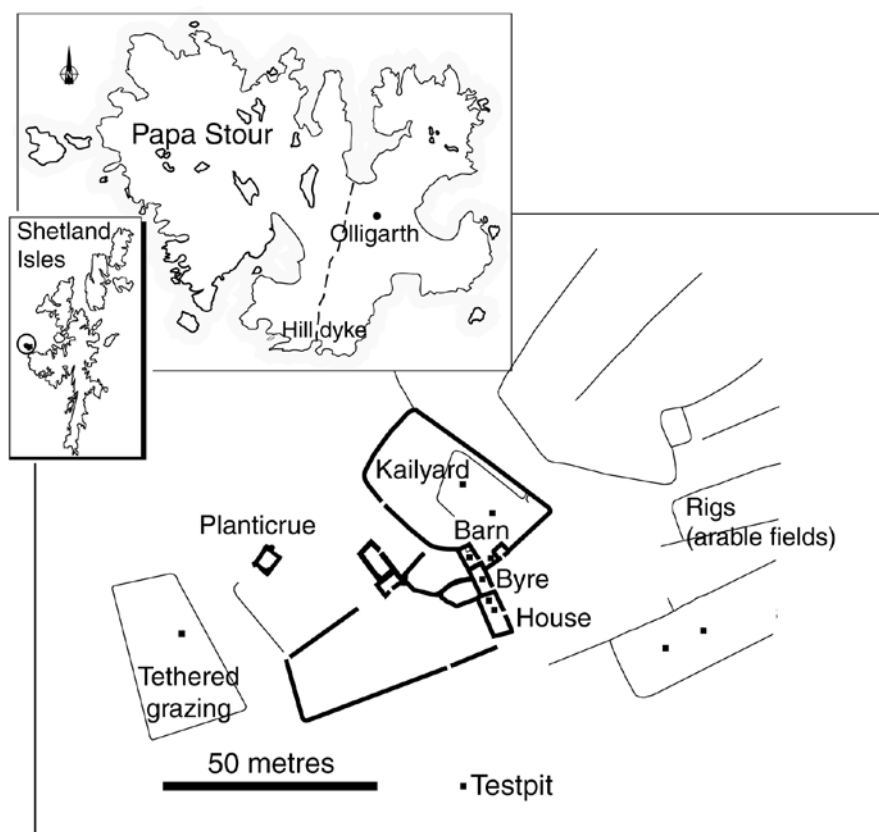 Papa Stour
Olligarth
Hill dyke
Shetland
Isles
Kailyard
Planticrue
Barn
Rigs
(arable fields)
Byre
House
Tethered
grazing
50 metres
Testpit